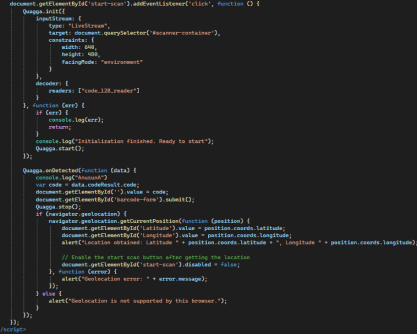 document.getElementById('start-scan').addEventListener('click', function () {
Quagga.init({
inputStream: {
type: "LiveStream",
target: document.querySelector('#scanner-container'),
constraints: {
width: 640,
height: 480,
facingMode: "environment"
}
},
decoder: {
readers: ["code_128_reader"]
}
}, function (err) {
if (err) {
console.log(err);
return;
}
console.log("Initialization finished. Ready to start");
Quagga.start();
});
Quagga.onDetected(function (data) {
console.log("AnuzunA")
var code = data.codeResult.code;
document.getElementById('').value = code;
document.getElementById('barcode-form').submit();
Quagga.stop();
if (navigator.geolocation) {
navigator.geolocation.getCurrentPosition(function (position) {
document.getElementById('Latitude').value = position.coords.latitude;
document.getElementById('Longitude').value = position.coords.longitude;
alert("Location obtained: Latitude " + position.coords.latitude + ", Longitude " + position.coords.longitude);
// Enable the start scan button after getting the location
document.getElementById('start-scan').disabled = false;
}, function (error) {
alert("Geolocation error: " + error.message);
});
} else {
alert("Geolocation is not supported by this browser.");
}
});
});
/script>